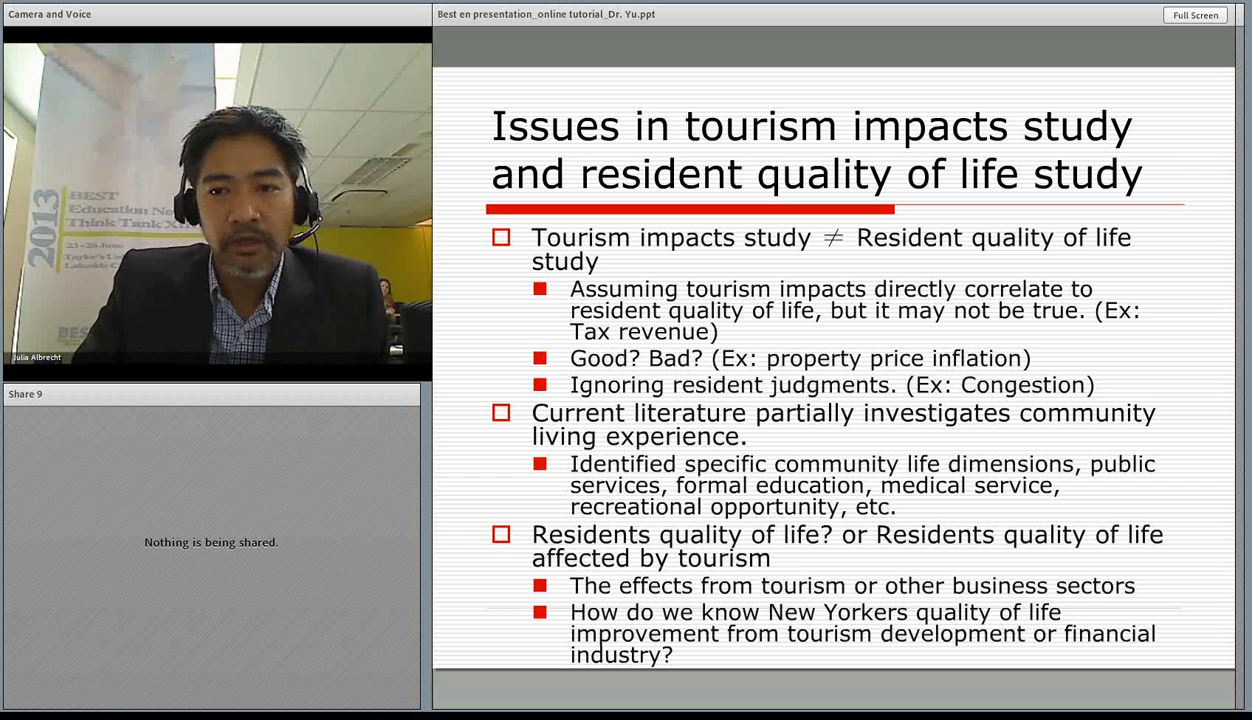 Camera and Voice
Best en presentation_online tutorial_Dr. Yu.ppt
Full Screen
2013
BEST
Education Ne
Think Tank
23-26 June
Taylor's
Lakeside
BES
Julia Albrecht
Share 9
Nothing is being shared.
Issues in tourism impacts study
and resident quality of life study
Tourism impacts study ≠ Resident quality of life
study
Assuming tourism impacts directly correlate to
resident quality of life, but it may not be true. (Ex:
Tax revenue)
Good? Bad? (Ex: property price inflation)
Ignoring resident judgments. (Ex: Congestion)
Current literature partially investigates community
living experience.
Identified specific community life dimensions, public
services, formal education, medical service,
recreational opportunity, etc.
Residents quality of life? or Residents quality of life
affected by tourism
The effects from tourism or other business sectors
How do we know New Yorkers quality of life
improvement from tourism development or financial
industry?